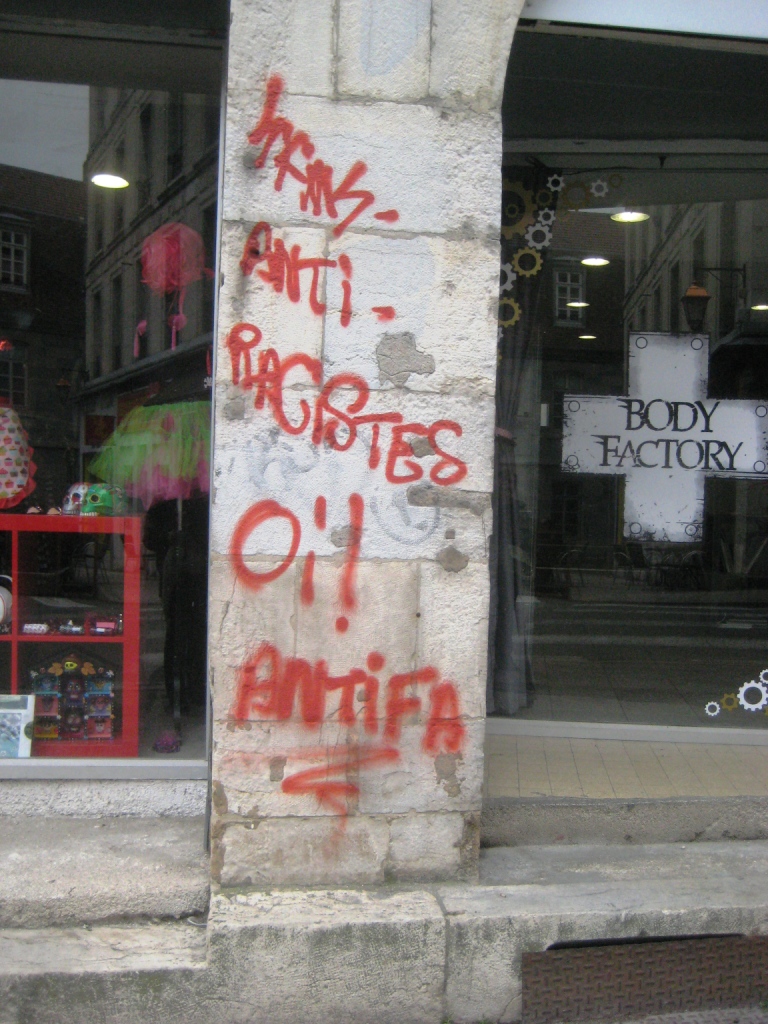 SKINS-
ANTi-
RACiSTES
Oi!
ANTiFA
BODY
FACTORY